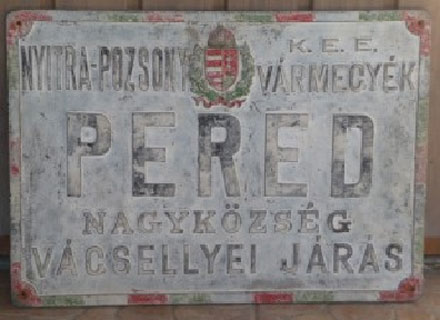 K. E. E.
NYITRA-POZSONY VÁRMEGYÉK
PERED
NAGYKÖZSÉG
VÁGSELLYEI JÁRÁS